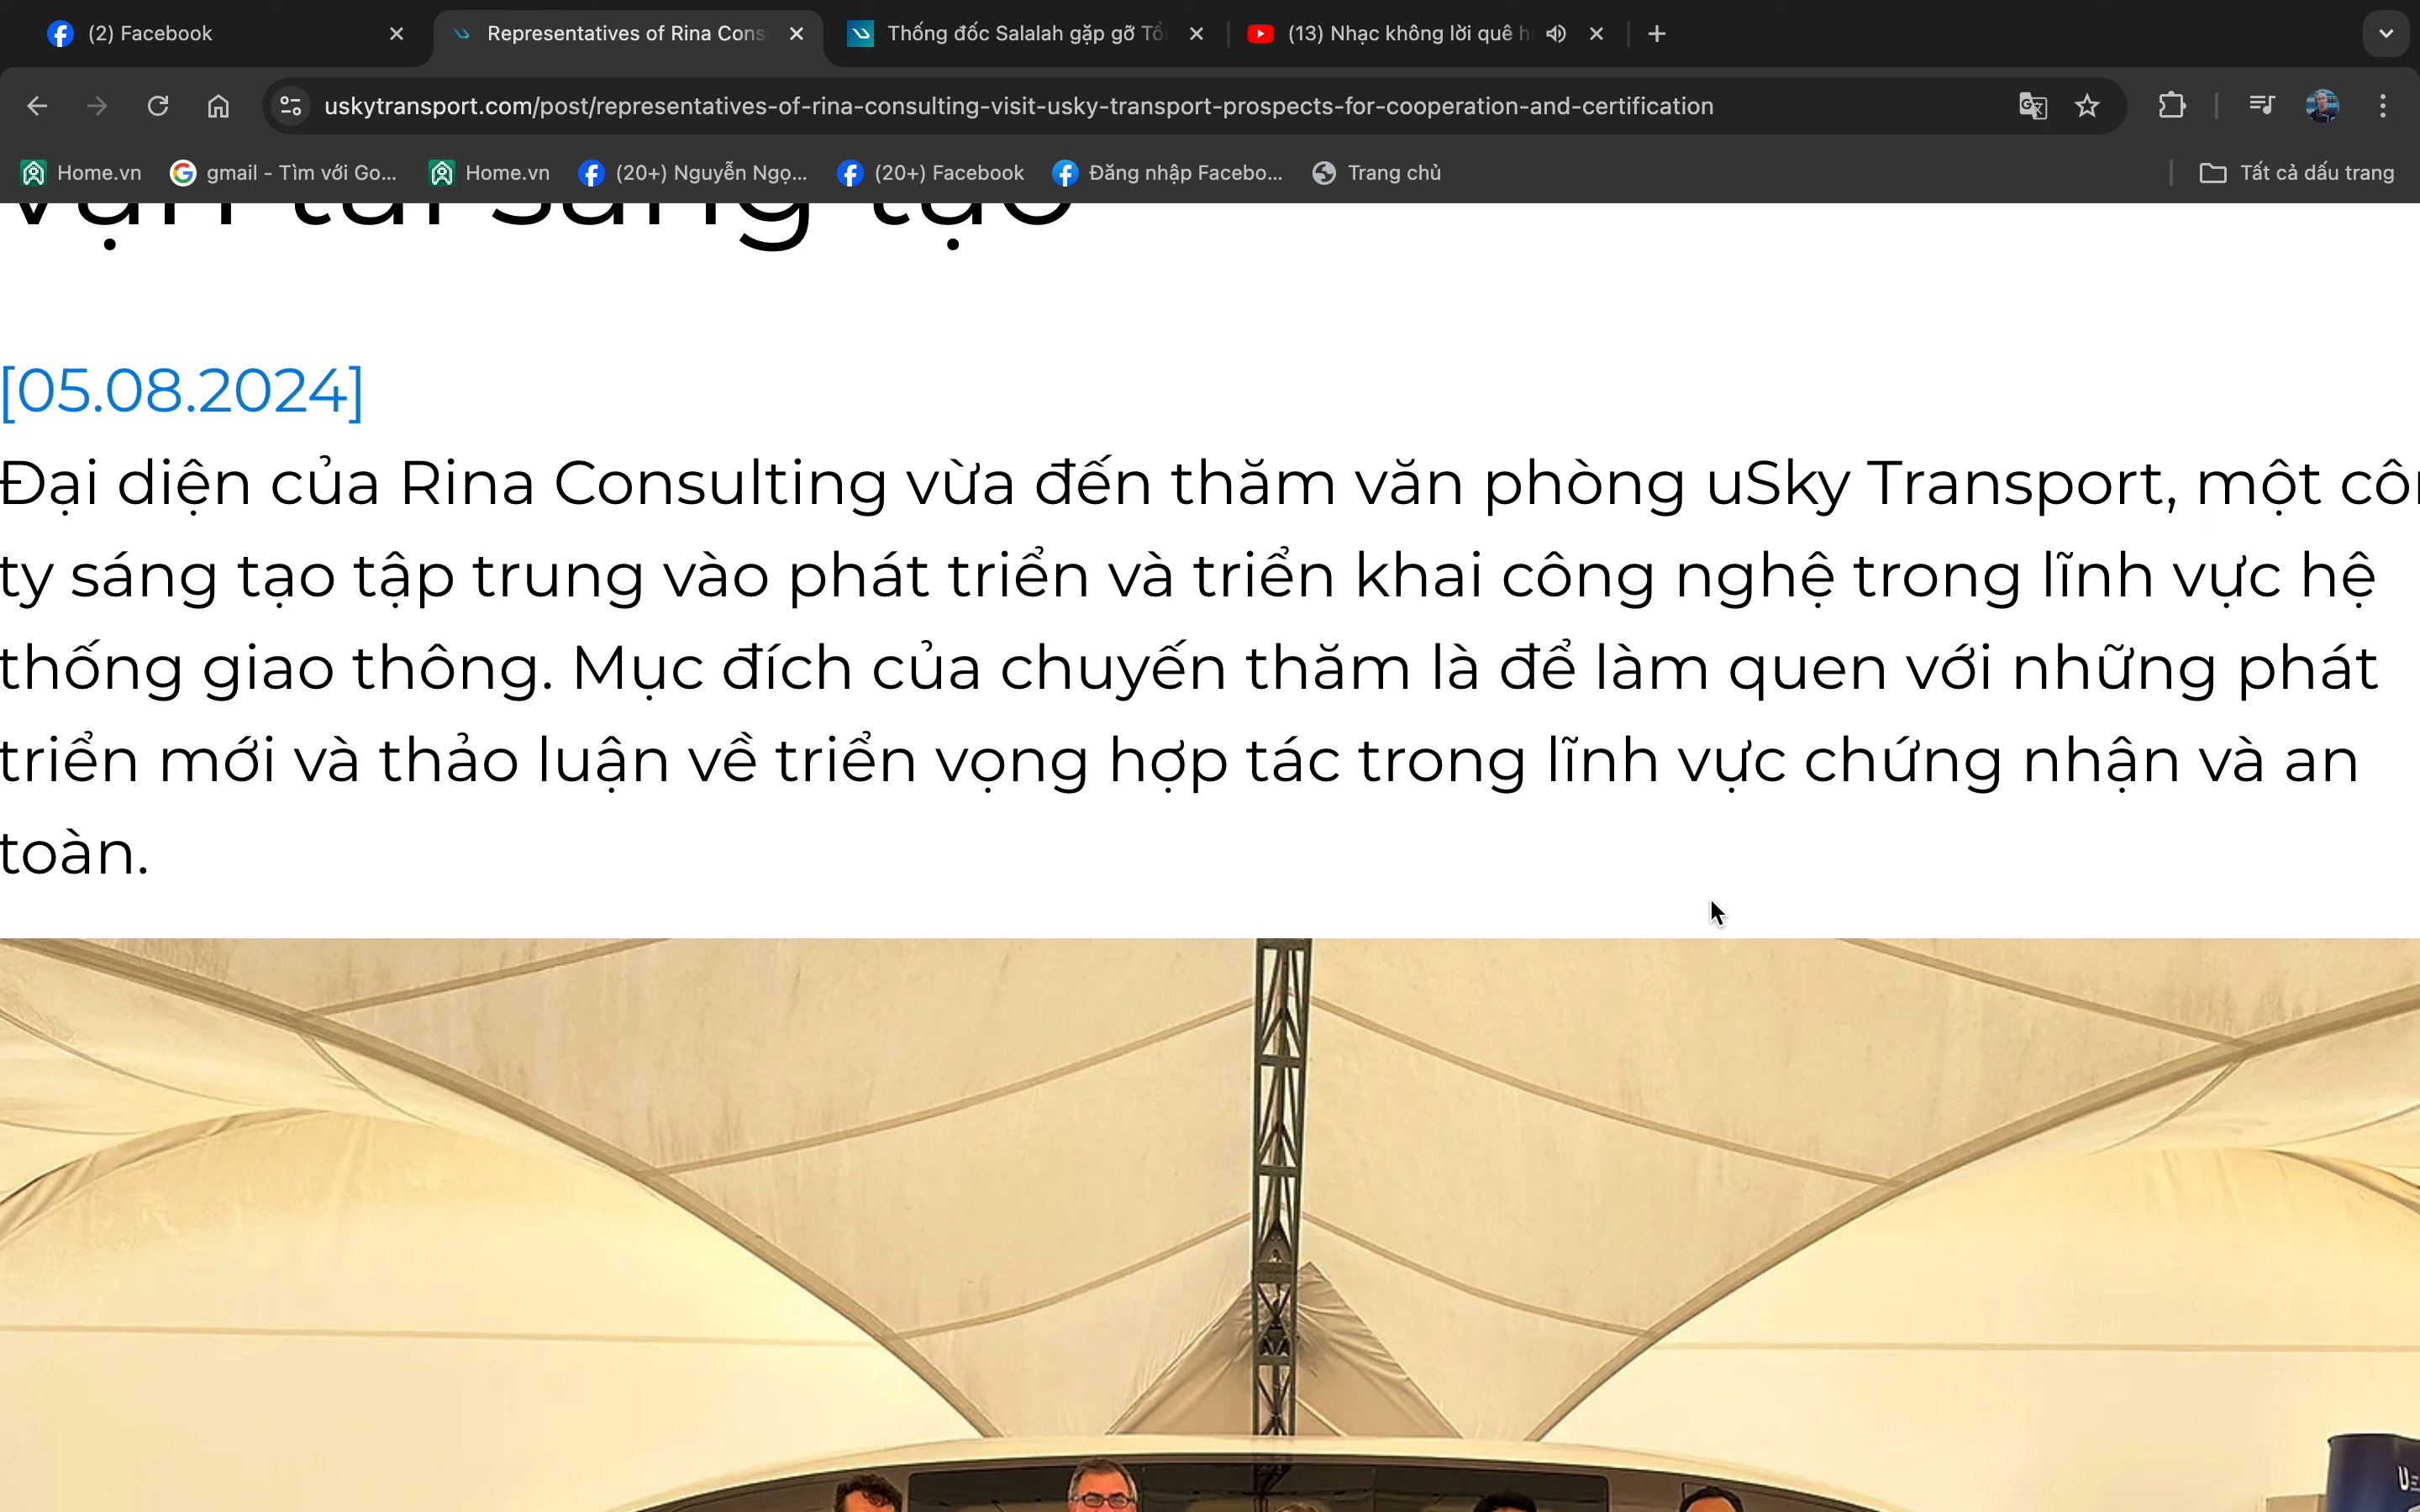 (2) Facebook
Representatives of Rina Cons
Thống đốc Salalah gặp gỡ Tổ
(13) Nhạc không lời quê h
uskytransport.com/post/representatives-of-rina-consulting-visit-usky-transport-prospects-for-cooperation-and-certification
Home.vn
gmail - Tìm với Go...
Home.vn
(20+) Nguyễn Ngọ...
(20+) Facebook
Đăng nhập Facebo...
Trang chủ
Tất cả dấu trang
vận tải sáng tạo
[05.08.2024]
Đại diện của Rina Consulting vừa đến thăm văn phòng uSky Transport, một côn
ty sáng tạo tập trung vào phát triển và triển khai công nghệ trong lĩnh vực hệ
thống giao thông. Mục đích của chuyến thăm là để làm quen với những phát
triển mới và thảo luận về triển vọng hợp tác trong lĩnh vực chứng nhận và an
toàn.